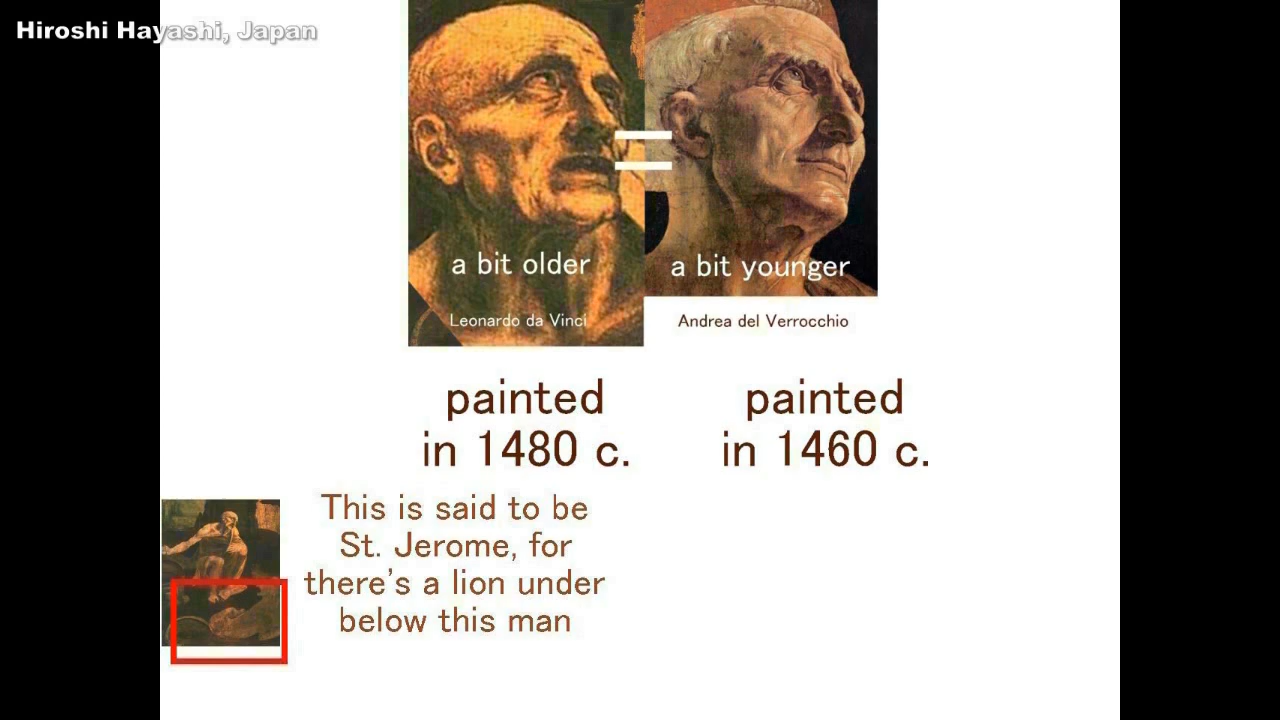 Hiroshi Hayashi, Japan
a bit older
a bit younger
Leonardo da Vinci
Andrea del Verrocchio
painted
in 1480 c.
painted
in 1460 c.
This is said to be
St. Jerome, for
there's a lion under
below this man